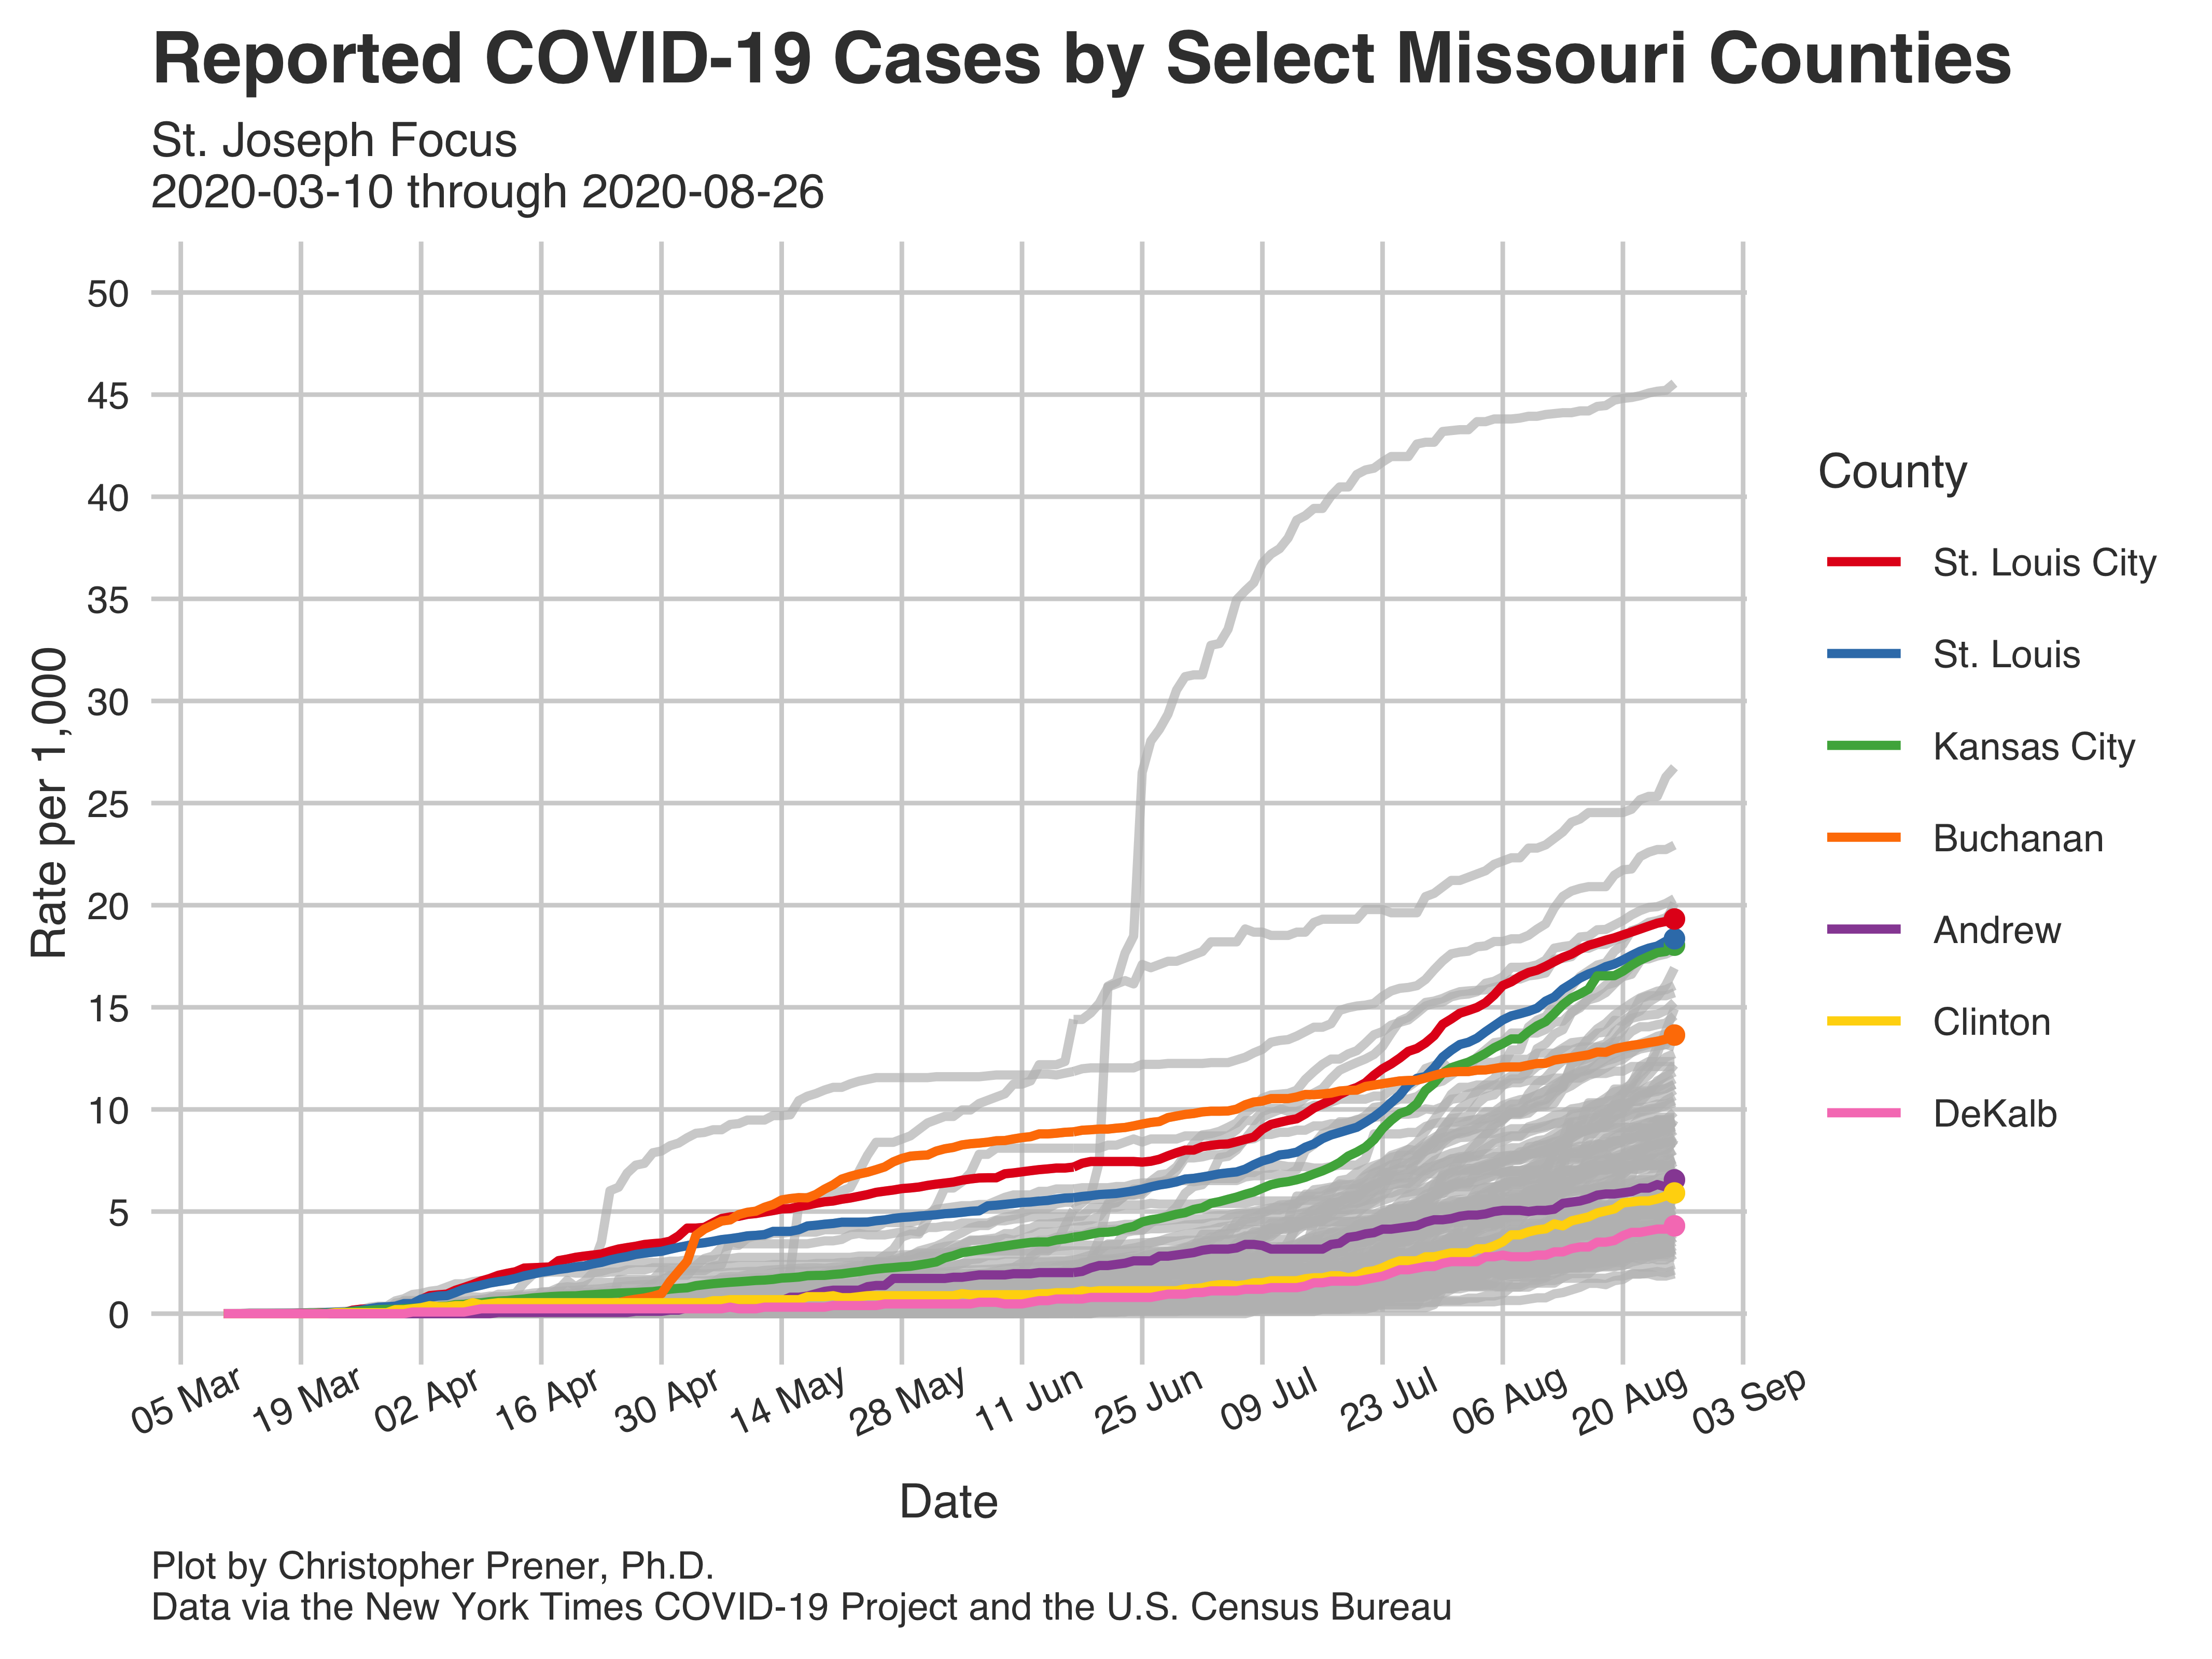 Reported COVID-19 Cases by Select Missouri Counties
St. Joseph Focus
2020-03-10 through 2020-08-26
50
45
40
35
30
25
20
15
10
5
0
Rate per 1,000
05 Mar
19 Mar
02 Apr
16 Apr
30 Apr
14 May
28 May
11 Jun
25 Jun
09 Jul
23 Jul
06 Aug
20 Aug
03 Sep
Date
County
St. Louis City
St. Louis
Kansas City
Buchanan
Andrew
Clinton
DeKalb
Plot by Christopher Prener, Ph.D.
Data via the New York Times COVID-19 Project and the U.S. Census Bureau